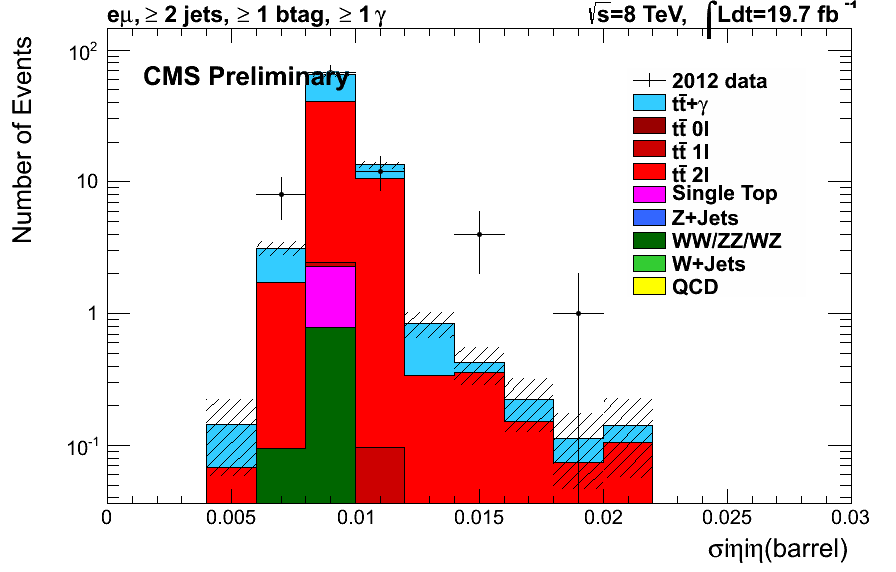 eμ, ≥ 2 jets, ≥ 1 btag, ≥ 1 γ
√s=8 TeV, ∫Ldt=19.7 fb⁻¹
CMS Preliminary
2012 data
tt̄+γ
tt̄ 0l
tt̄ 1l
tt̄ 2l
Single Top
Z+Jets
WW/ZZ/WZ
W+Jets
QCD
Number of Events
10²
10
1
10⁻¹
0 0.005 0.01 0.015 0.02 0.025 0.03
σiηiη(barrel)